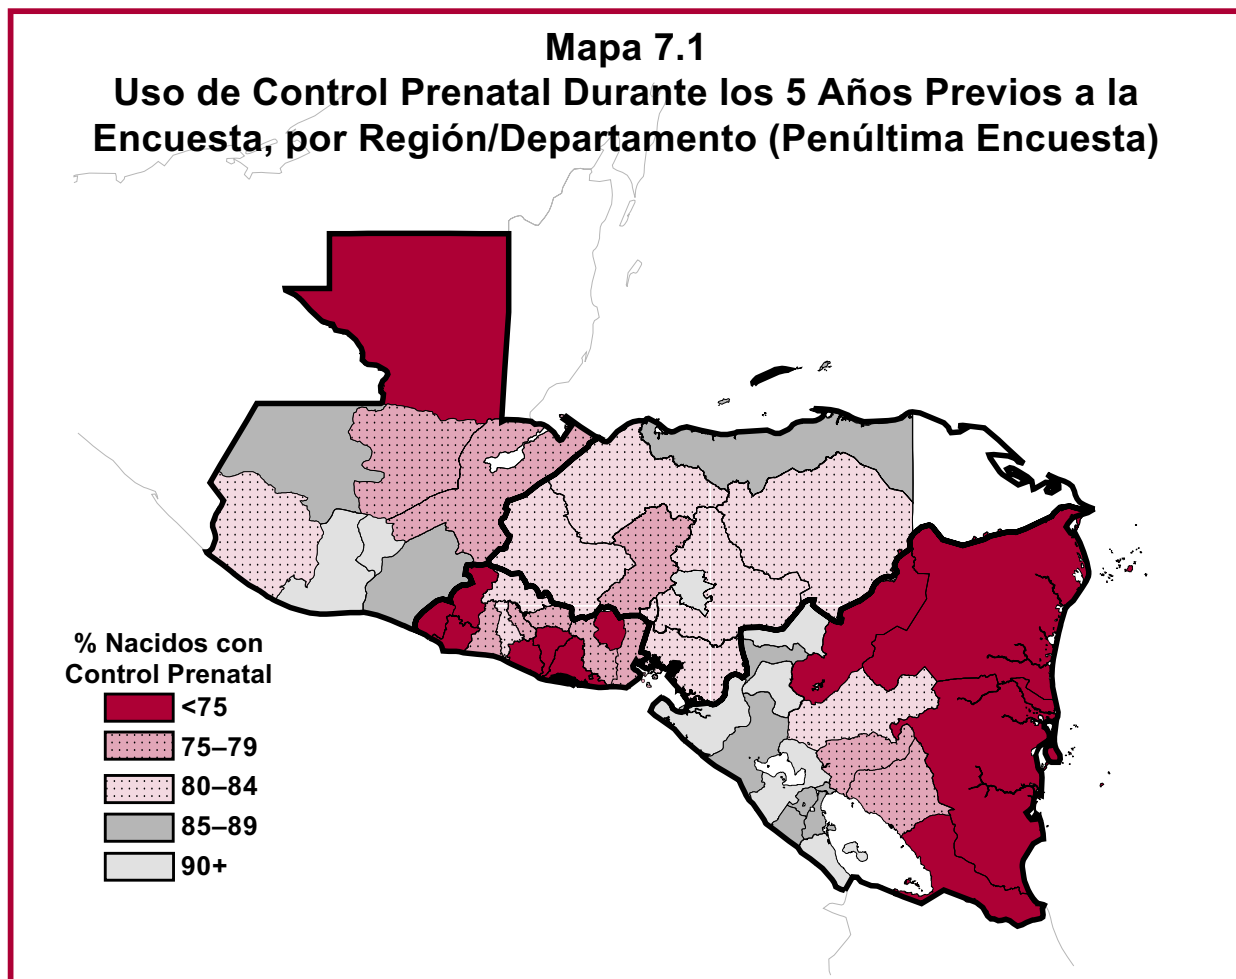 Mapa 7.1
Uso de Control Prenatal Durante los 5 Años Previos a la
Encuesta, por Región/Departamento (Penúltima Encuesta)
% Nacidos con
Control Prenatal
<75
75–79
80–84
85–89
90+